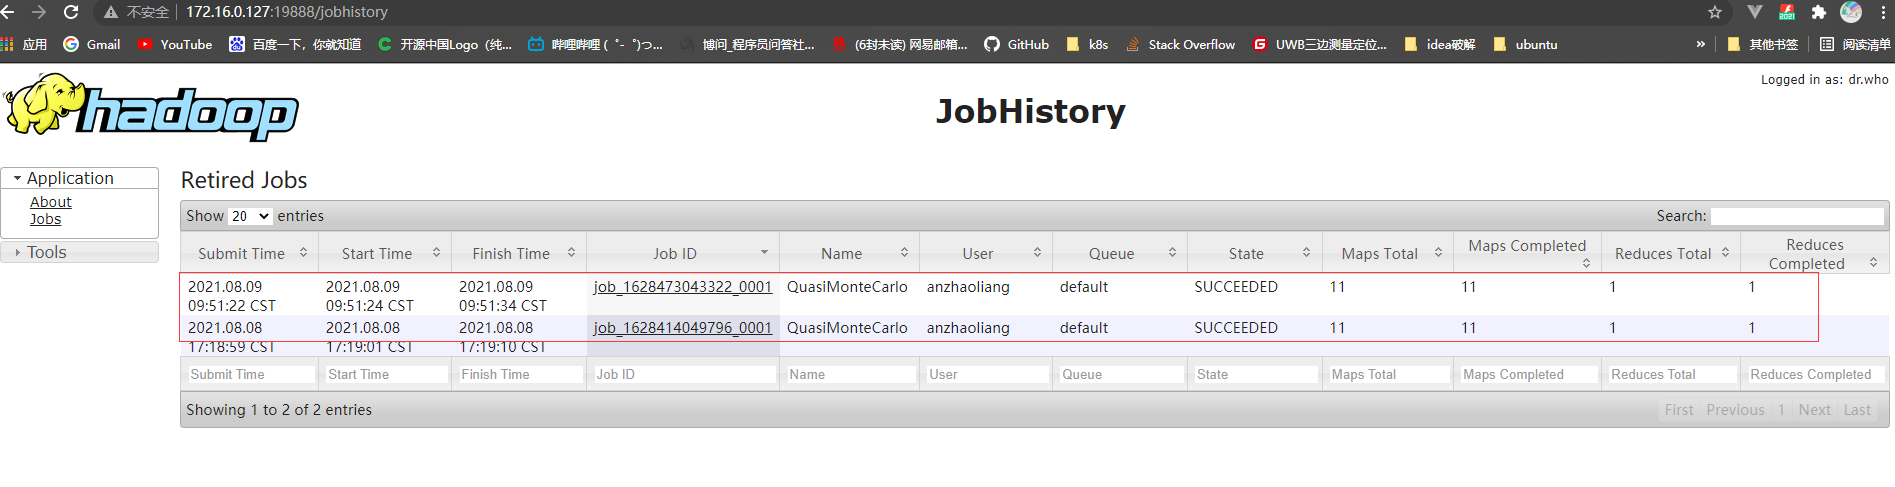 不安全 172.16.0.127:19888/jobhistory
应用 Gmail YouTube 百度一下，你就知道 开源中国Logo（纯... 哔哩哔哩 ( ゜- ゜)つ... 博问_程序员问答社... (6封未读) 网易邮箱... GitHub k8s Stack Overflow UWB三边测量定位... idea破解 ubuntu » 其他书签 阅读清单
Logged in as: dr.who
hadoop
JobHistory
Application
About
Jobs
Tools
Retired Jobs
Show 20 entries Search:
Submit Time Start Time Finish Time Job ID Name User Queue State Maps Total Maps Completed Reduces Total Reduces Completed
2021.08.09 2021.08.09 2021.08.09 job_1628473043322_0001 QuasiMonteCarlo anzhaoliang default SUCCEEDED 11 11 1 1
09:51:22 CST 09:51:24 CST 09:51:34 CST
2021.08.08 2021.08.08 2021.08.08 job_1628414049796_0001 QuasiMonteCarlo anzhaoliang default SUCCEEDED 11 11 1 1
17:18:59 CST 17:19:01 CST 17:19:10 CST
Submit Time Start Time Finish Time Job ID Name User Queue State Maps Total Maps Completed Reduces Total Reduces Completed
Showing 1 to 2 of 2 entries First Previous 1 Next Last